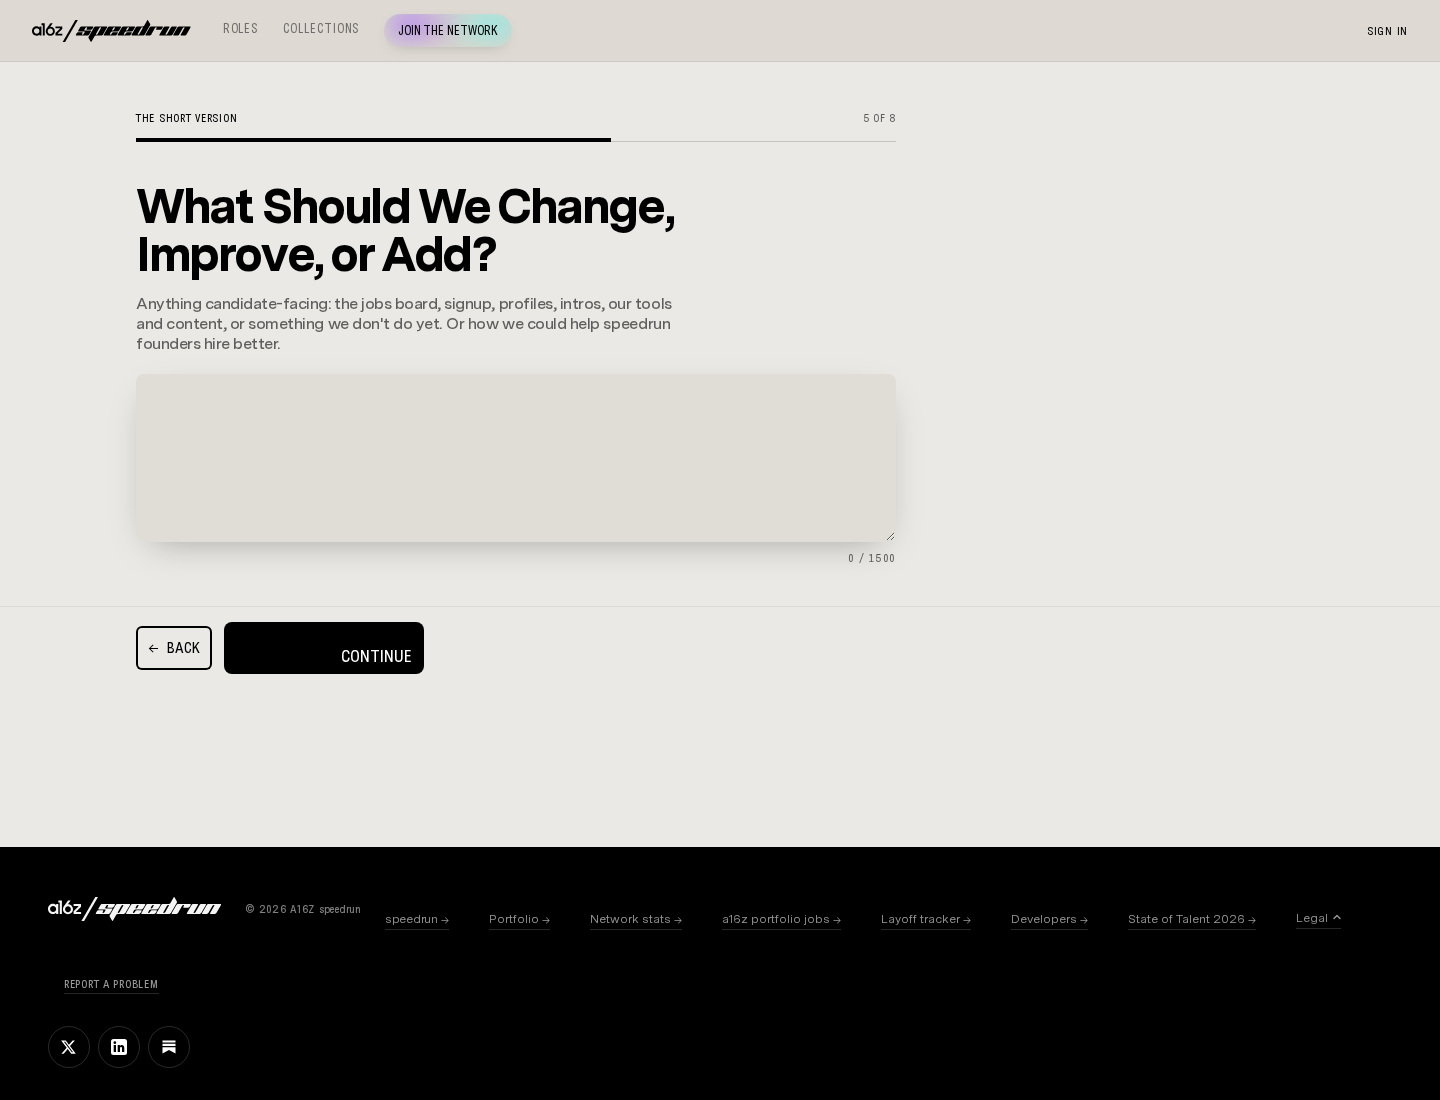 a16z/speedrun
ROLES
COLLECTIONS
JOIN THE NETWORK
SIGN IN
THE SHORT VERSION
5 OF 8
What Should We Change,
Improve, or Add?
Anything candidate-facing: the jobs board, signup, profiles, intros, our tools
and content, or something we don't do yet. Or how we could help speedrun
founders hire better.
0 / 1500
← BACK
CONTINUE
a16z/speedrun
© 2026 A16Z speedrun
speedrun →
Portfolio →
Network stats →
a16z portfolio jobs →
Layoff tracker →
Developers →
State of Talent 2026 →
Legal
REPORT A PROBLEM